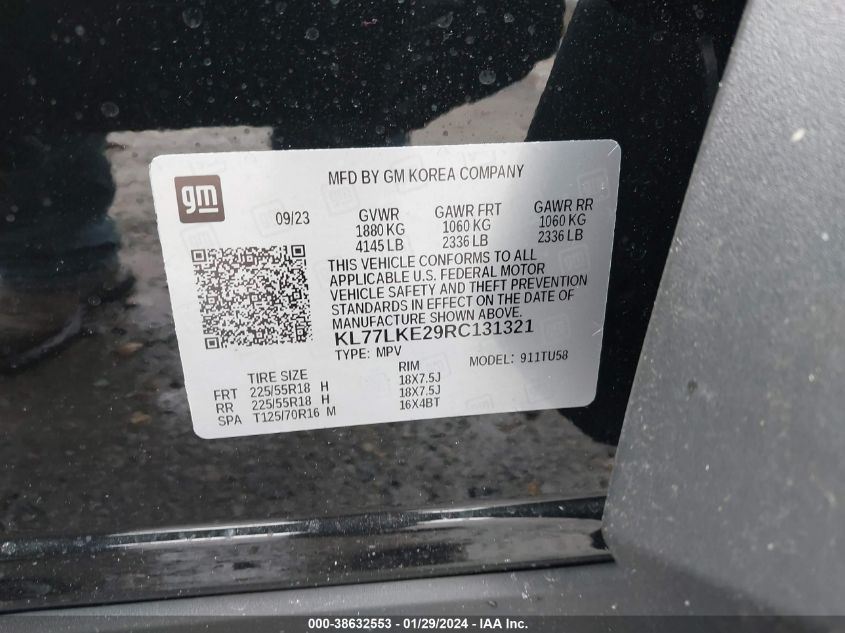 MFD BY GM KOREA COMPANY
gm
09/23
GVWR GAWR FRT GAWR RR
1880 KG 1060 KG 1060 KG
4145 LB 2336 LB 2336 LB
THIS VEHICLE CONFORMS TO ALL
APPLICABLE U.S. FEDERAL MOTOR
VEHICLE SAFETY AND THEFT PREVENTION
STANDARDS IN EFFECT ON THE DATE OF
MANUFACTURE SHOWN ABOVE.
KL77LKE29RC131321
TYPE: MPV MODEL: 911TU58
TIRE SIZE RIM
FRT 225/55R18 H 18X7.5J
RR 225/55R18 H 18X7.5J
SPA T125/70R16 M 16X4BT
000-38632553 - 01/29/2024 - IAA Inc.